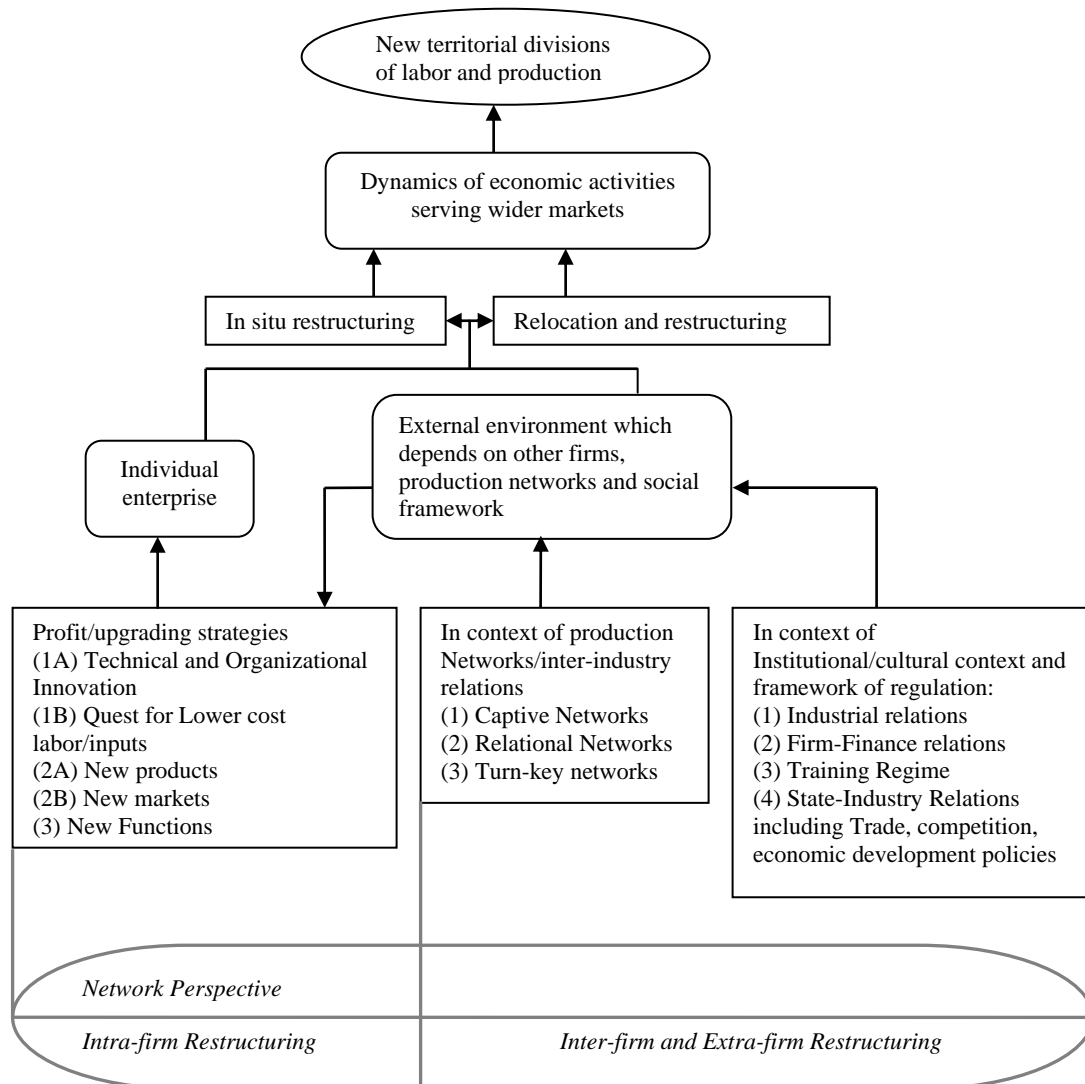 New territorial divisions
of labor and production
Dynamics of economic activities
serving wider markets
In situ restructuring
Relocation and restructuring
Individual
enterprise
External environment which
depends on other firms,
production networks and social
framework
Profit/upgrading strategies
(1A) Technical and Organizational
Innovation
(1B) Quest for Lower cost
labor/inputs
(2A) New products
(2B) New markets
(3) New Functions
In context of production
Networks/inter-industry
relations
(1) Captive Networks
(2) Relational Networks
(3) Turn-key networks
In context of
Institutional/cultural context and
framework of regulation:
(1) Industrial relations
(2) Firm-Finance relations
(3) Training Regime
(4) State-Industry Relations
including Trade, competition,
economic development policies
Network Perspective
Intra-firm Restructuring
Inter-firm and Extra-firm Restructuring